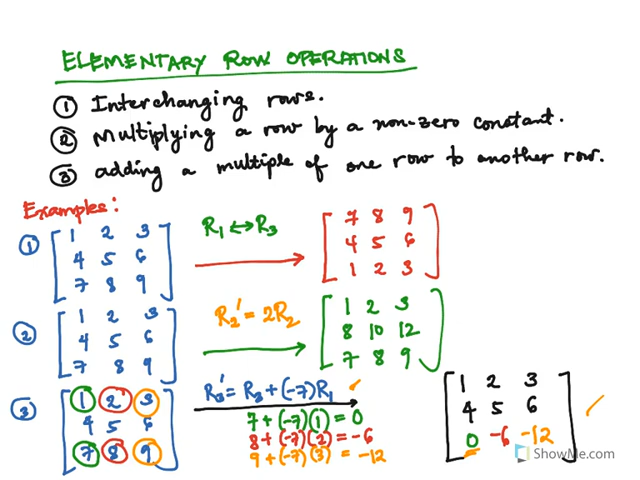 ELEMENTARY ROW OPERATIONS
① Interchanging rows.
② Multiplying a row by a non-zero constant.
③ adding a multiple of one row to another row.
Examples:
①
1 2 3
4 5 6
7 8 9
R₁ ↔ R₃
7 8 9
4 5 6
1 2 3
②
1 2 3
4 5 6
7 8 9
R₂' = 2R₂
1 2 3
8 10 12
7 8 9
③
1 2 3
4 5 6
7 8 9
R₃' = R₃ + (-7)R₁ ✓
7 + (-7)(1) = 0
8 + (-7)(2) = -6
9 + (-7)(3) = -12
1 2 3
4 5 6
0 -6 -12
ShowMe.com